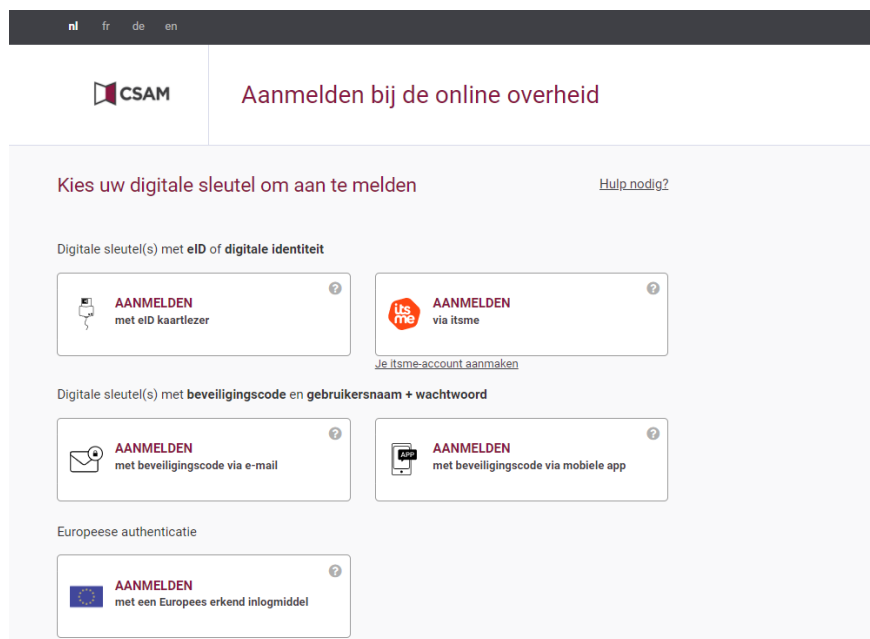 nl fr de en
CSAM
Aanmelden bij de online overheid
Kies uw digitale sleutel om aan te melden
Hulp nodig?
Digitale sleutel(s) met eID of digitale identiteit
?
AANMELDEN
met eID kaartlezer
?
its
me
AANMELDEN
via itsme
Je itsme-account aanmaken
Digitale sleutel(s) met beveiligingscode en gebruikersnaam + wachtwoord
?
AANMELDEN
met beveiligingscode via e-mail
?
APP
AANMELDEN
met beveiligingscode via mobiele app
Europeese authenticatie
?
AANMELDEN
met een Europees erkend inlogmiddel